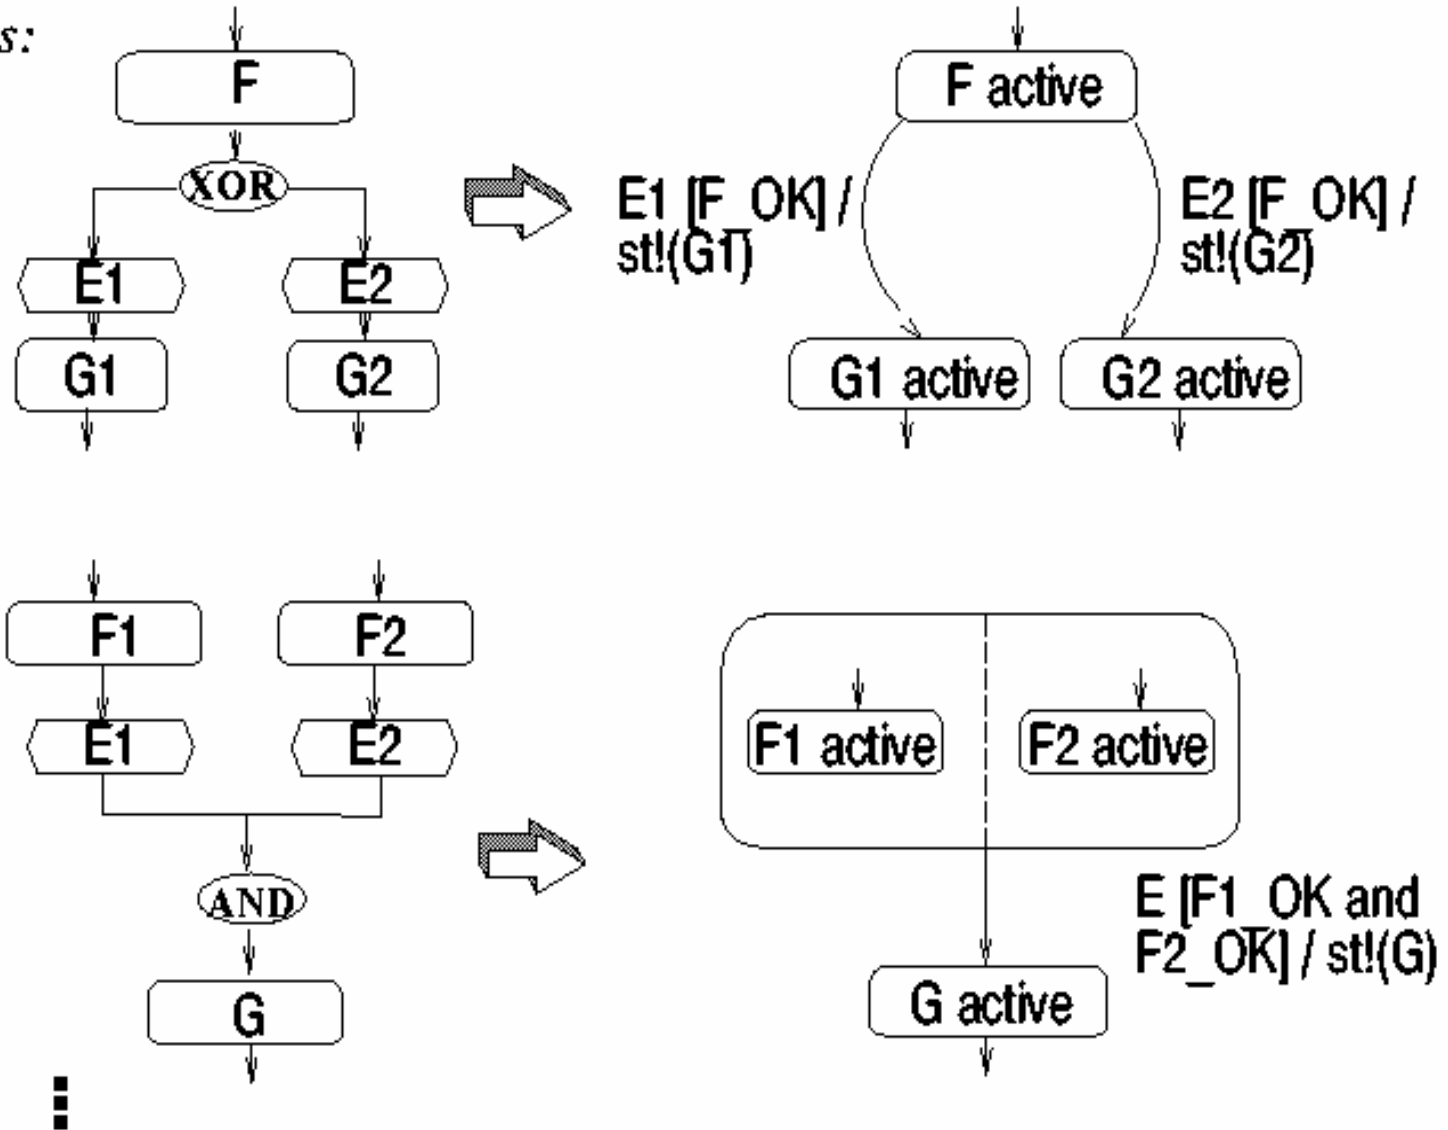 s:
F
XOR
E1
E2
G1
G2
F active
E1 [F_OK] /
st!(G1)
E2 [F_OK] /
st!(G2)
G1 active
G2 active
F1
F2
E1
E2
AND
G
F1 active
F2 active
E [F1_OK and
F2_OK] / st!(G)
G active